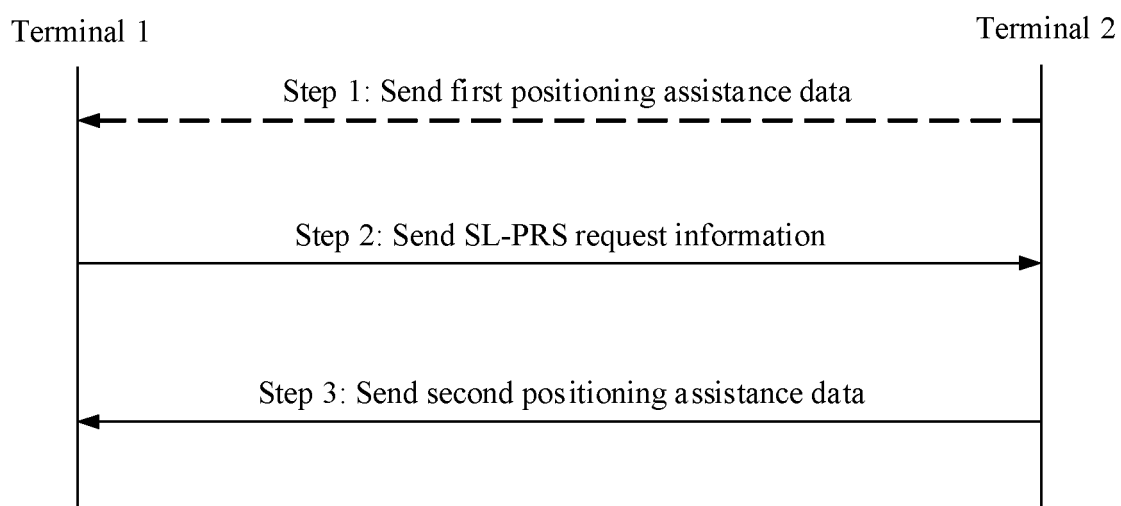 Terminal 1
Terminal 2
Step 1: Send first positioning assistance data
Step 2: Send SL-PRS request information
Step 3: Send second positioning assistance data